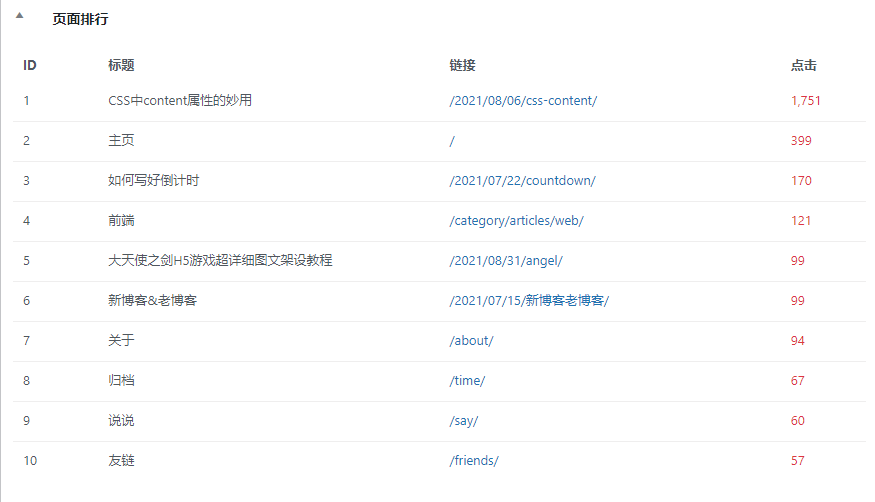 页面排行
ID 标题 链接 点击
1 CSS中content属性的妙用 /2021/08/06/css-content/ 1,751
2 主页 / 399
3 如何写好倒计时 /2021/07/22/countdown/ 170
4 前端 /category/articles/web/ 121
5 大天使之剑H5游戏超详细图文架设教程 /2021/08/31/angel/ 99
6 新博客&老博客 /2021/07/15/新博客老博客/ 99
7 关于 /about/ 94
8 归档 /time/ 67
9 说说 /say/ 60
10 友链 /friends/ 57